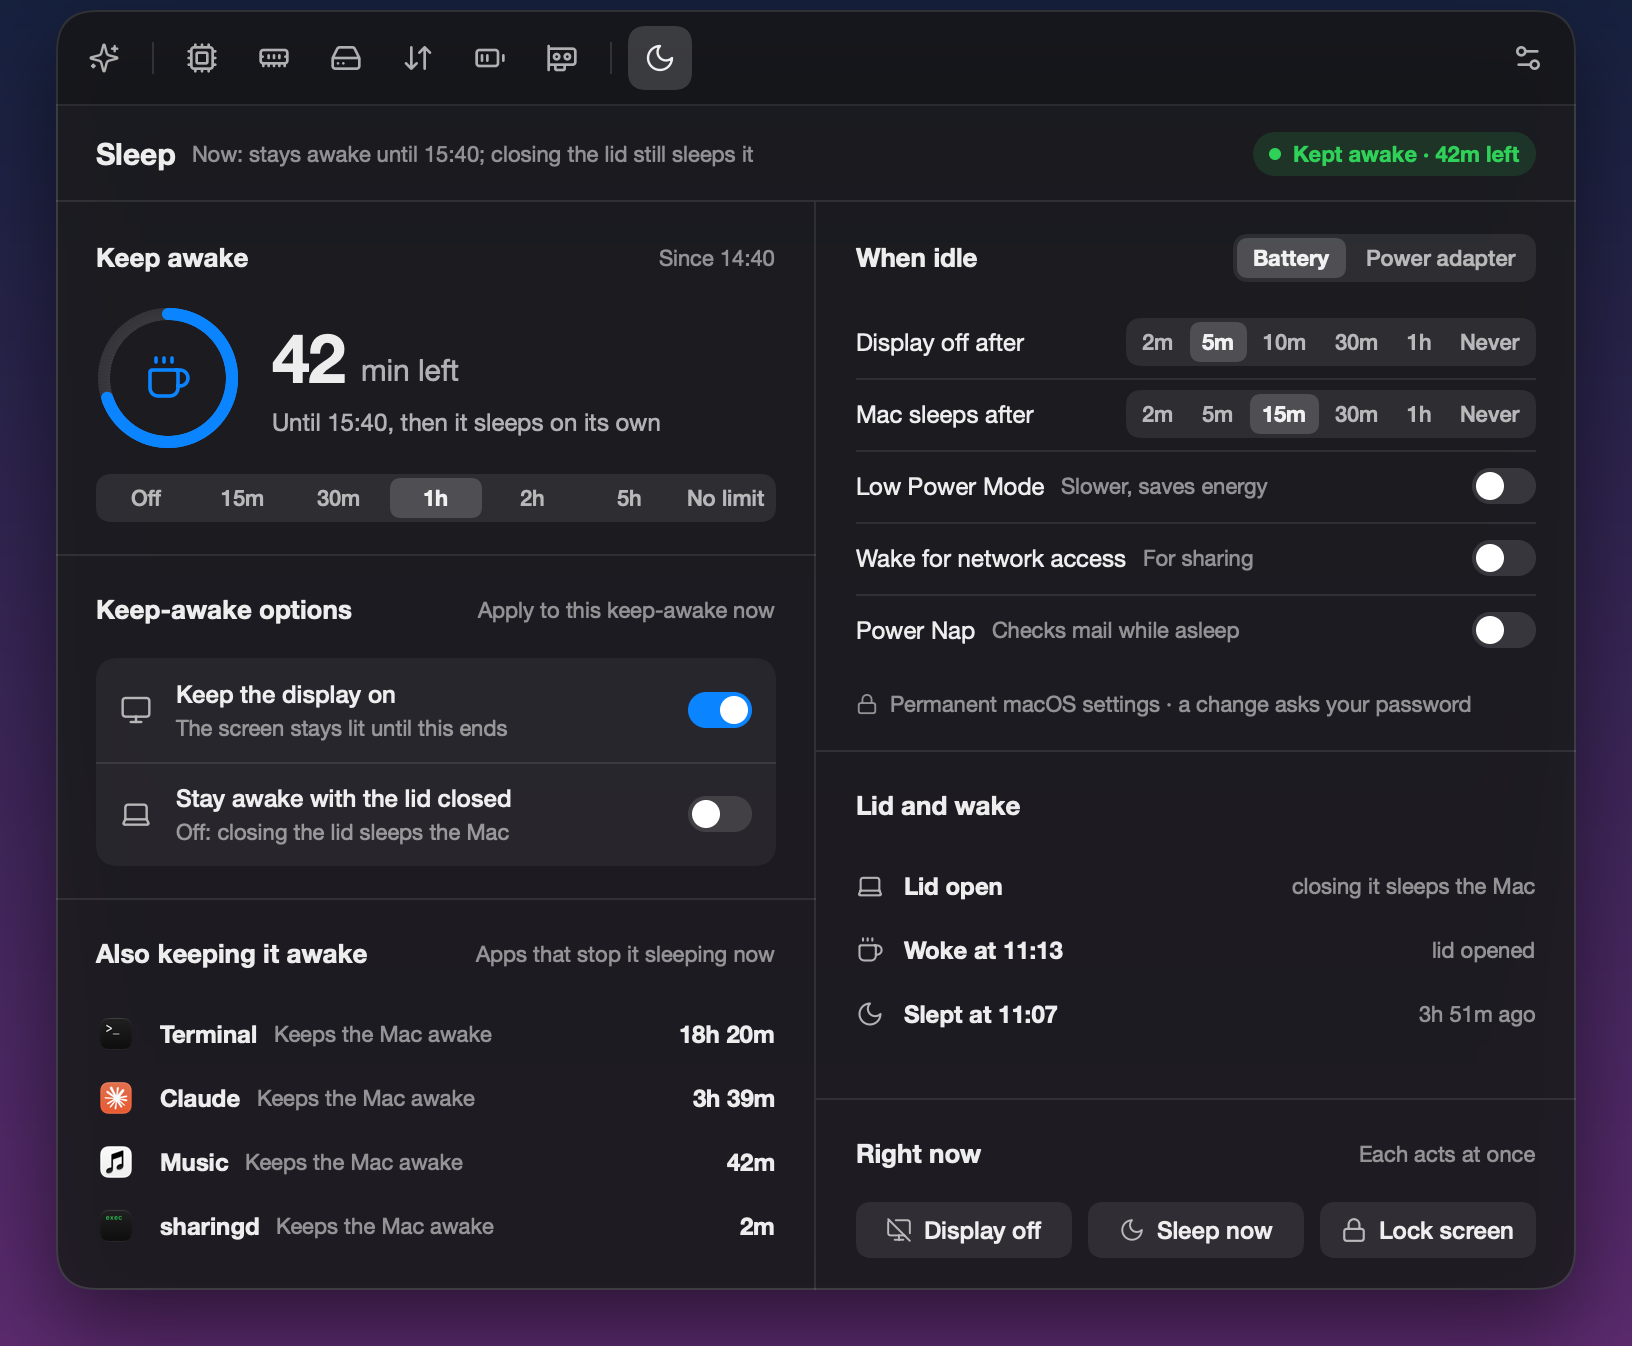 Sleep Now: stays awake until 15:40; closing the lid still sleeps it
Kept awake · 42m left
Keep awake Since 14:40
42 min left
Until 15:40, then it sleeps on its own
Off 15m 30m 1h 2h 5h No limit
Keep-awake options Apply to this keep-awake now
Keep the display on
The screen stays lit until this ends
Stay awake with the lid closed
Off: closing the lid sleeps the Mac
Also keeping it awake Apps that stop it sleeping now
>_ Terminal Keeps the Mac awake 18h 20m
Claude Keeps the Mac awake 3h 39m
Music Keeps the Mac awake 42m
exec sharingd Keeps the Mac awake 2m
When idle Battery Power adapter
Display off after 2m 5m 10m 30m 1h Never
Mac sleeps after 2m 5m 15m 30m 1h Never
Low Power Mode Slower, saves energy
Wake for network access For sharing
Power Nap Checks mail while asleep
Permanent macOS settings · a change asks your password
Lid and wake
Lid open closing it sleeps the Mac
Woke at 11:13 lid opened
Slept at 11:07 3h 51m ago
Right now Each acts at once
Display off Sleep now Lock screen